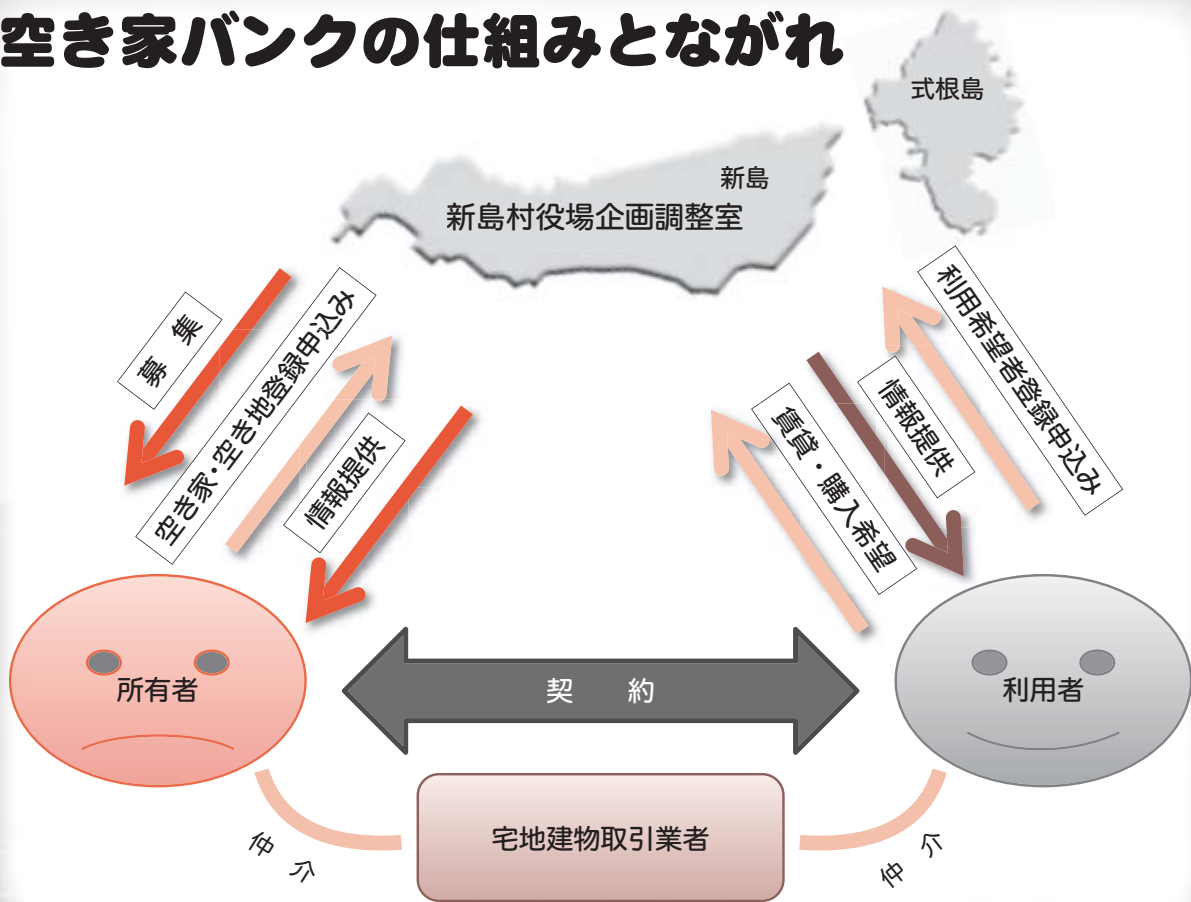 空き家バンクの仕組みとながれ
式根島
新島
新島村役場企画調整室
募　集
空き家・空き地登録申込み
情報提供
賃貸・購入希望
情報提供
利用希望者登録申込み
所有者
契　約
利用者
宅地建物取引業者
仲　介
仲　介